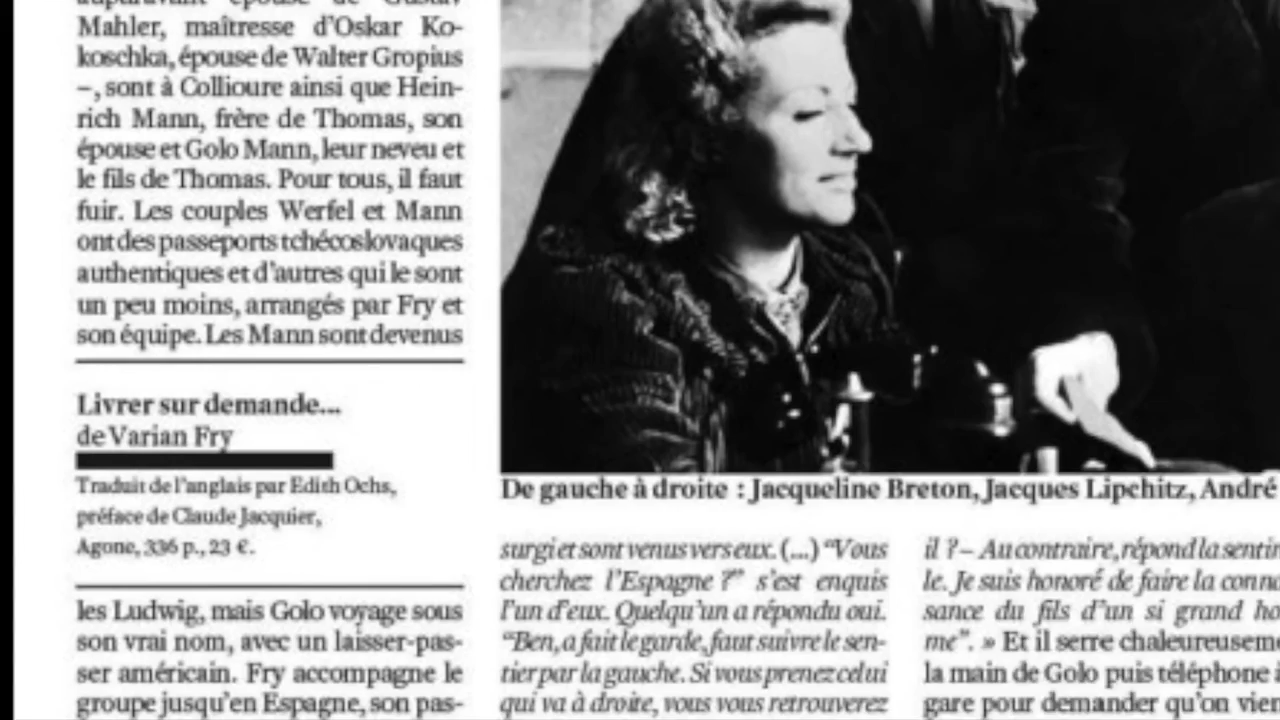 auparavant épouse de Gustav
Mahler, maîtresse d'Oskar Ko-
koschka, épouse de Walter Gropius
–, sont à Collioure ainsi que Hein-
rich Mann, frère de Thomas, son
épouse et Golo Mann, leur neveu et
le fils de Thomas. Pour tous, il faut
fuir. Les couples Werfel et Mann
ont des passeports tchécoslovaques
authentiques et d'autres qui le sont
un peu moins, arrangés par Fry et
son équipe. Les Mann sont devenus
Livrer sur demande...
de Varian Fry
Traduit de l'anglais par Edith Ochs,
préface de Claude Jacquier,
Agone, 336 p., 23 €.
les Ludwig, mais Golo voyage sous
son vrai nom, avec un laisser-pas-
ser américain. Fry accompagne le
groupe jusqu'en Espagne, son pas-
De gauche à droite : Jacqueline Breton, Jacques Lipchitz, André
surgi et sont venus vers eux. (...) “Vous
cherchez l'Espagne ?” s'est enquis
l'un d'eux. Quelqu'un a répondu oui.
“Ben, a fait le garde, faut suivre le sen-
tier par la gauche. Si vous prenez celui
qui va à droite, vous vous retrouverez
il ? – Au contraire, répond la sentin
le. Je suis honoré de faire la conna
sance du fils d'un si grand ho
me”. » Et il serre chaleureusem
la main de Golo puis téléphone à
gare pour demander qu'on vien